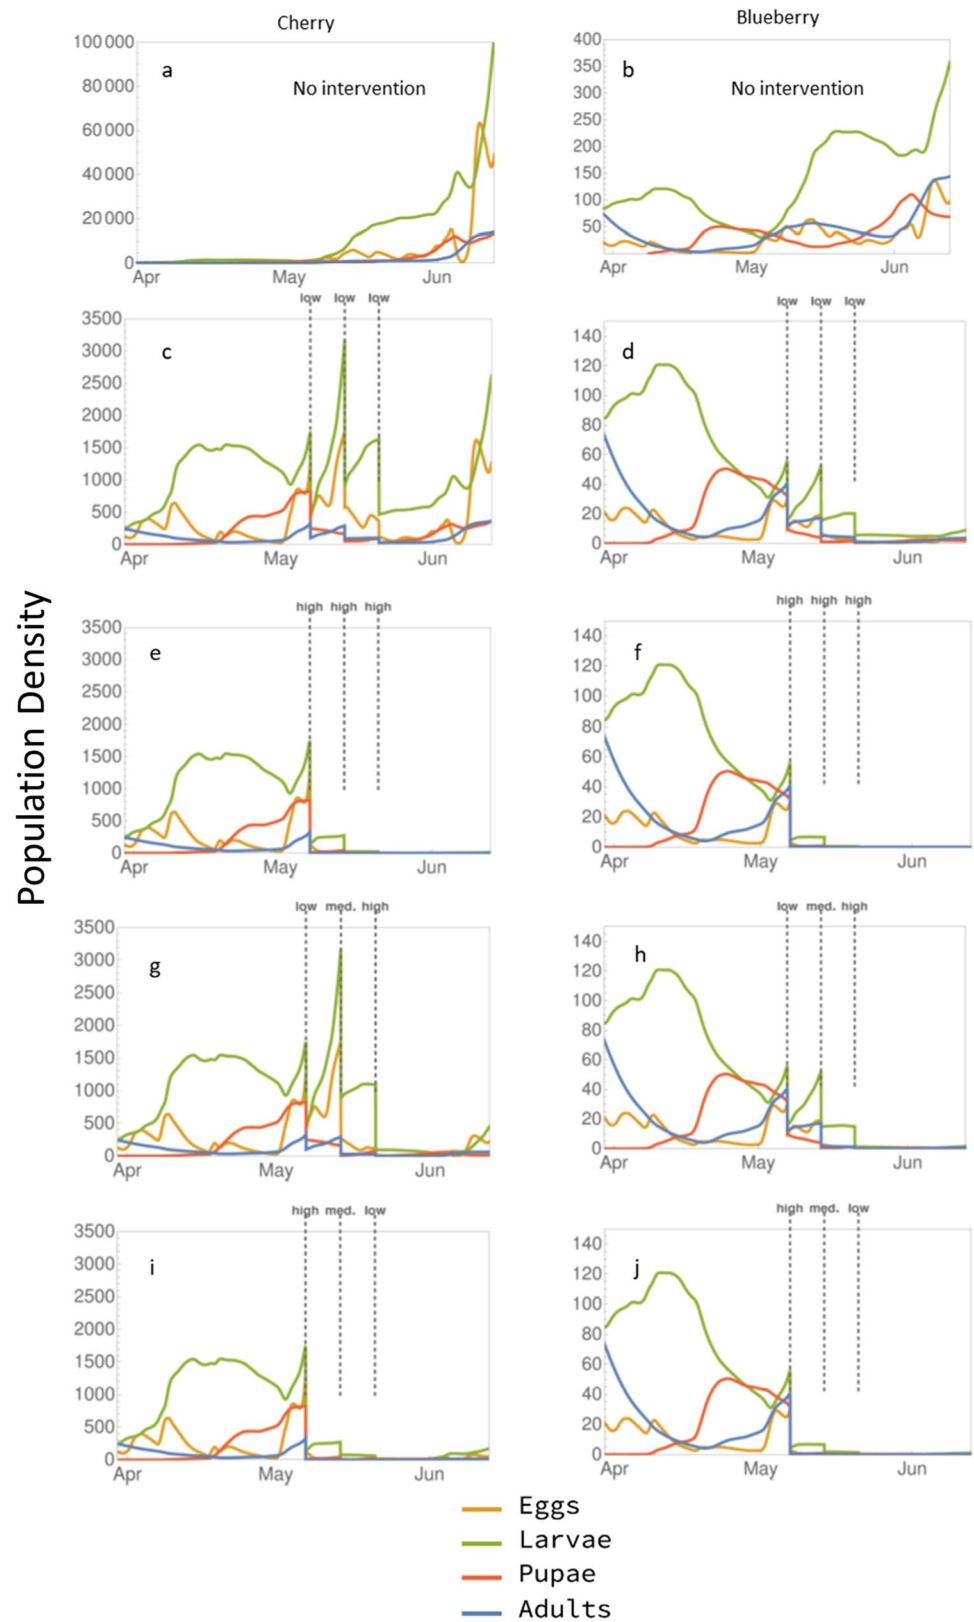 Cherry
Blueberry
a
No intervention
100 000
80 000
60 000
40 000
20 000
0
Apr May Jun
b
No intervention
400
350
300
250
200
150
100
50
Apr May Jun
low low low
c
3500
3000
2500
2000
1500
1000
500
0
Apr May Jun
low low low
d
140
120
100
80
60
40
20
0
Apr May Jun
Population Density
high high high
e
3500
3000
2500
2000
1500
1000
500
0
Apr May Jun
high high high
f
140
120
100
80
60
40
20
0
Apr May Jun
low med. high
g
3500
3000
2500
2000
1500
1000
500
0
Apr May Jun
low med. high
h
140
120
100
80
60
40
20
0
Apr May Jun
high med. low
i
3500
3000
2500
2000
1500
1000
500
0
Apr May Jun
high med. low
j
140
120
100
80
60
40
20
0
Apr May Jun
Eggs
Larvae
Pupae
Adults